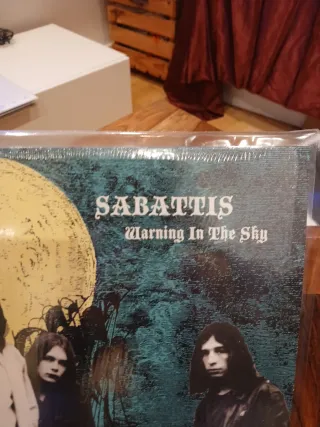 SABATTIS
Warning In The Sky